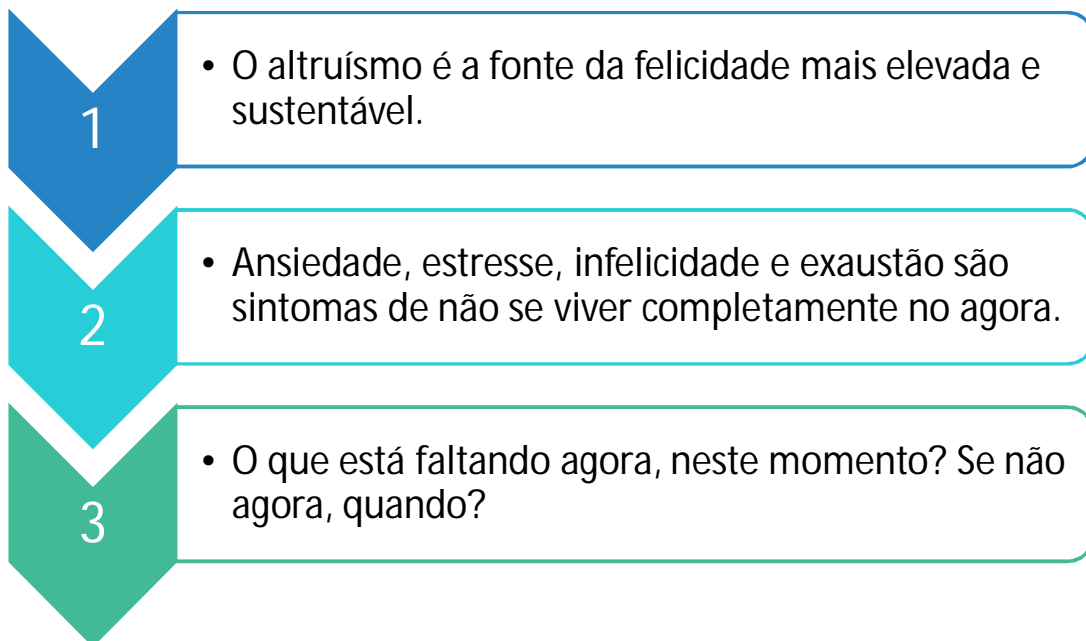 1
• O altruísmo é a fonte da felicidade mais elevada e
sustentável.
2
• Ansiedade, estresse, infelicidade e exaustão são
sintomas de não se viver completamente no agora.
3
• O que está faltando agora, neste momento? Se não
agora, quando?